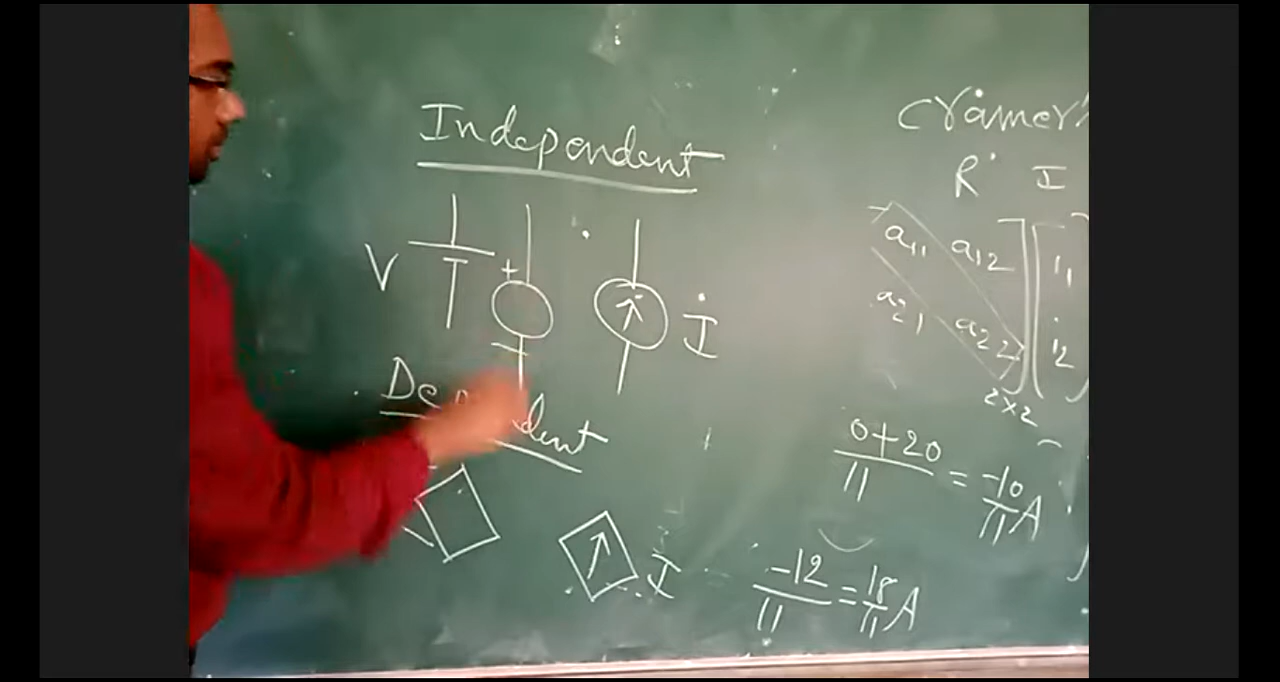 Independent
V + I
Dependent
I
Cramer's
R I
a11 a12 i1
a21 a22 i2
2×2
0+20/11 = -10/11 A
-12/11 = 18/11 A